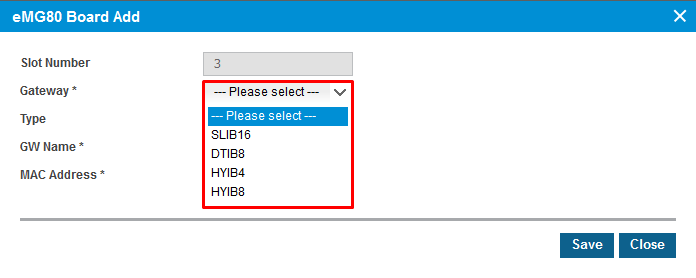 eMG80 Board Add
Slot Number 3
Gateway * --- Please select ---
Type --- Please select ---
SLIB16
DTIB8
GW Name *
HYIB4
MAC Address *
HYIB8
Save Close